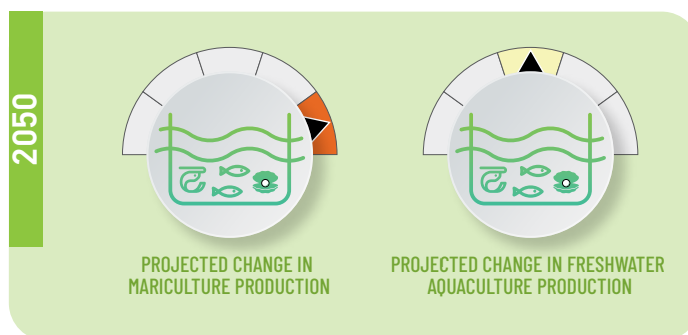 2050
PROJECTED CHANGE IN
MARICULTURE PRODUCTION
PROJECTED CHANGE IN FRESHWATER
AQUACULTURE PRODUCTION